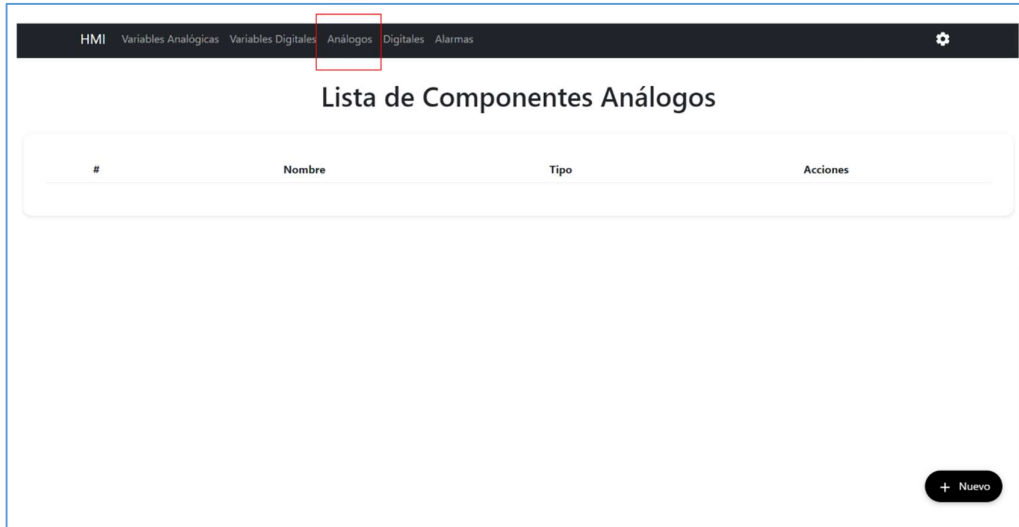 HMI Variables Analógicas Variables Digitales Análogos Digitales Alarmas
Lista de Componentes Análogos
# Nombre Tipo Acciones
+ Nuevo